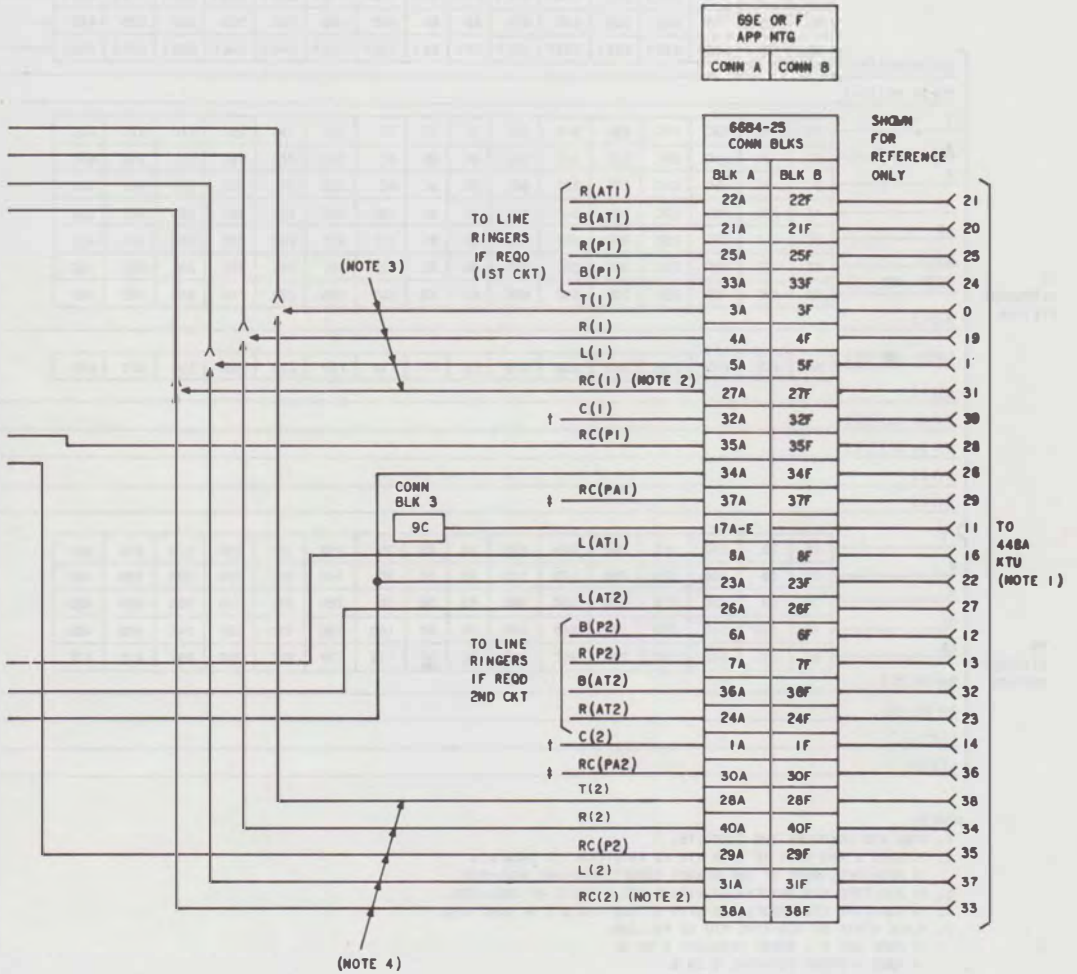 69E OR F
APP MTG
CONN A CONN B
66B4-25
CONN BLKS
BLK A BLK B
SHOWN
FOR
REFERENCE
ONLY
TO LINE
RINGERS
IF REQD
(1ST CKT)
R(AT1) 22A 22F 21
B(AT1) 21A 21F 20
R(P1) 25A 25F 25
B(P1) 33A 33F 24
(NOTE 3)
T(1) 3A 3F 0
R(1) 4A 4F 19
L(1) 5A 5F 1
RC(1) (NOTE 2) 27A 27F 31
† C(1) 32A 32F 30
RC(P1) 35A 35F 28
34A 34F 26
‡ RC(PA1) 37A 37F 29
CONN
BLK 3
9C
17A-E 11
L(AT1) 8A 8F 16
23A 23F 22
L(AT2) 26A 26F 27
TO
448A
KTU
(NOTE 1)
TO LINE
RINGERS
IF REQD
2ND CKT
B(P2) 6A 6F 12
R(P2) 7A 7F 13
B(AT2) 36A 36F 32
R(AT2) 24A 24F 23
† C(2) 1A 1F 14
‡ RC(PA2) 30A 30F 36
T(2) 28A 28F 38
R(2) 40A 40F 34
RC(P2) 29A 29F 35
L(2) 31A 31F 37
RC(2) (NOTE 2) 38A 38F 33
(NOTE 4)